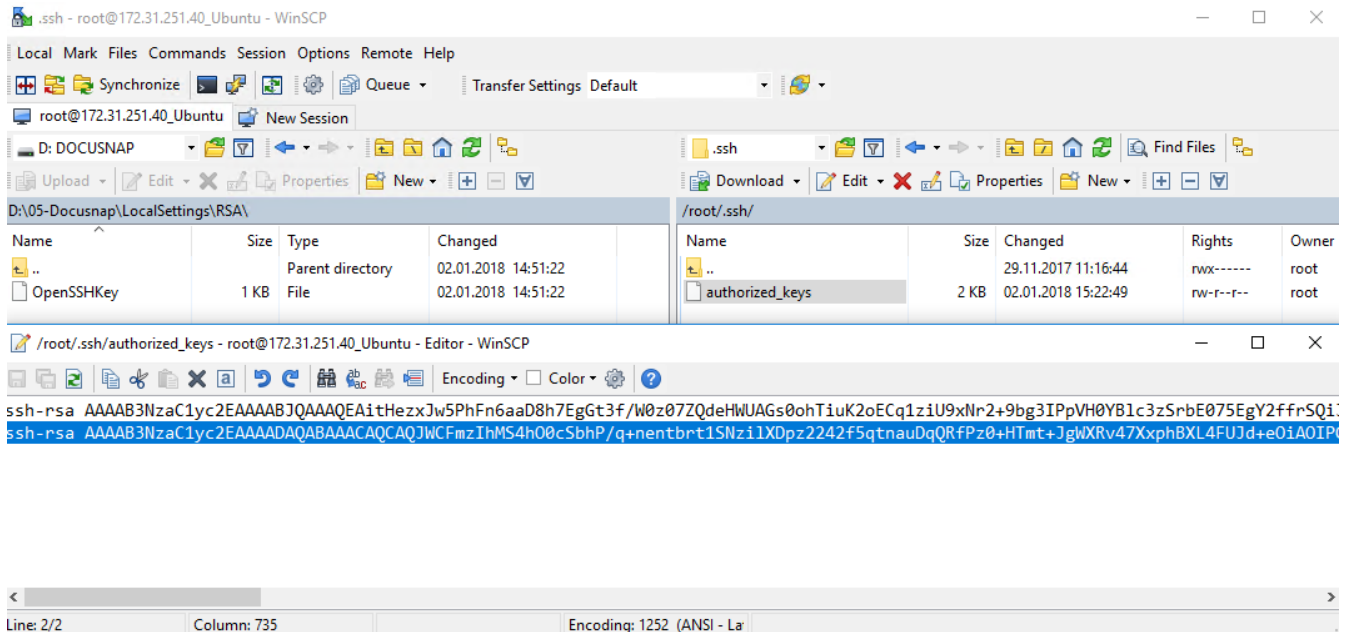 .ssh - root@172.31.251.40_Ubuntu - WinSCP
Local Mark Files Commands Session Options Remote Help
Synchronize Queue Transfer Settings Default
root@172.31.251.40_Ubuntu New Session
D: DOCUSNAP .ssh Find Files
Upload Edit Properties New Download Edit Properties New
D:\05-Docusnap\LocalSettings\RSA\ /root/.ssh/
Name Size Type Changed Name Size Changed Rights Owner
.. Parent directory 02.01.2018 14:51:22 .. 29.11.2017 11:16:44 rwx------ root
OpenSSHKey 1 KB File 02.01.2018 14:51:22 authorized_keys 2 KB 02.01.2018 15:22:49 rw-r--r-- root
/root/.ssh/authorized_keys - root@172.31.251.40_Ubuntu - Editor - WinSCP
Encoding Color
ssh-rsa AAAAB3NzaC1yc2EAAAABJQAAAQEAitHezxJw5PhFn6aaD8h7EgGt3f/W0z07ZQdeHWUAGs0ohTiuK2oECq1ziU9xNr2+9bg3IPpVH0YBlc3zSrbE075EgY2ffrSQi
ssh-rsa AAAAB3NzaC1yc2EAAAADAQABAAACAQCAQJWCFmzIhMS4hO0cSbhP/q+nentbrt1SNzilXDpz2242f5qtnauDqQRfPz0+HTmt+JgWXRv47XxphBXL4FUJd+eOiAOIP
Line: 2/2 Column: 735 Encoding: 1252 (ANSI - La